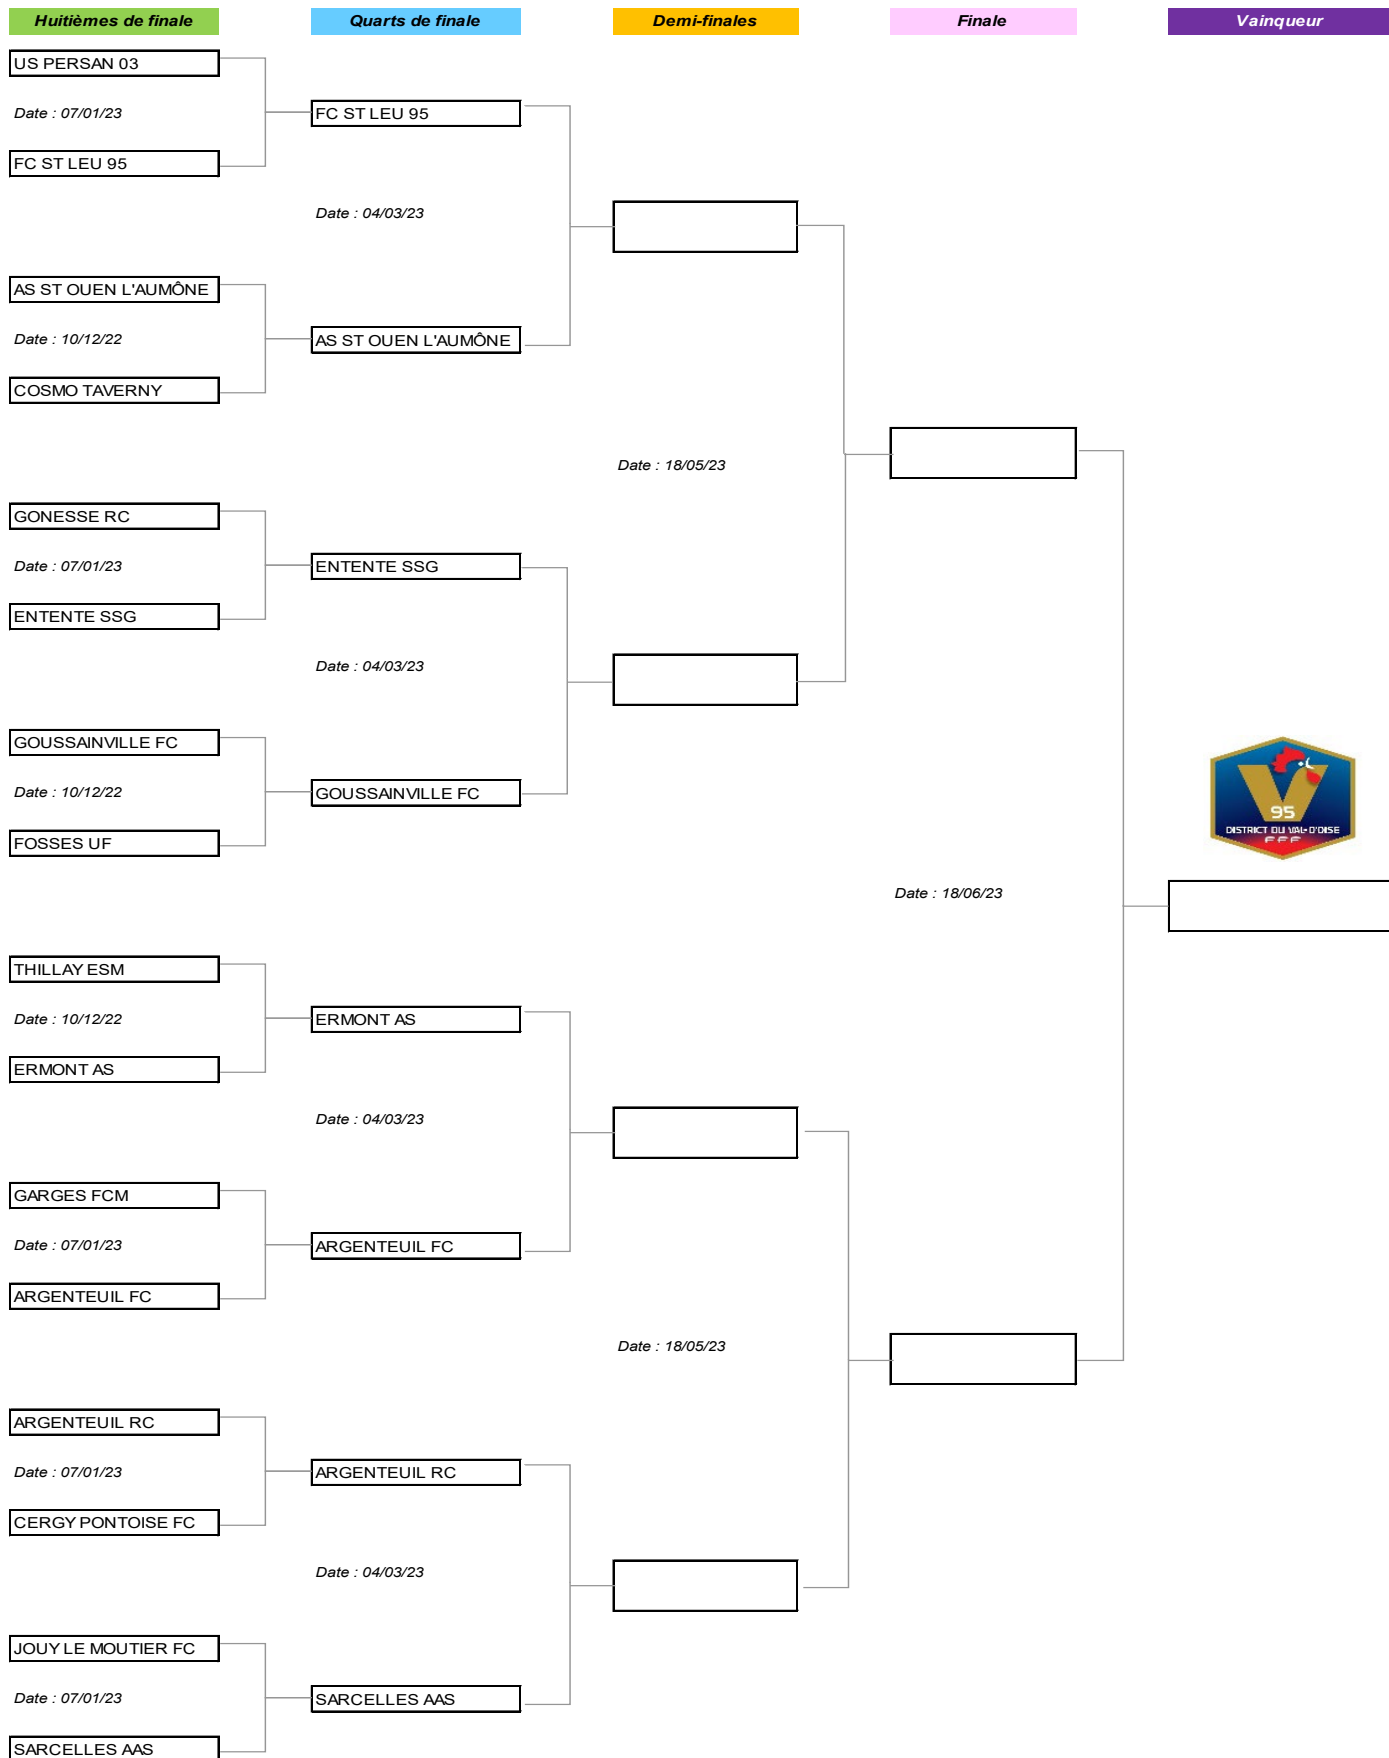 Huitièmes de finale
Quarts de finale
Demi-finales
Finale
Vainqueur
US PERSAN 03
Date : 07/01/23
FC ST LEU 95
FC ST LEU 95
Date : 04/03/23
AS ST OUEN L'AUMÔNE
Date : 10/12/22
AS ST OUEN L'AUMÔNE
COSMO TAVERNY
Date : 18/05/23
GONESSE RC
Date : 07/01/23
ENTENTE SSG
ENTENTE SSG
Date : 04/03/23
GOUSSAINVILLE FC
Date : 10/12/22
GOUSSAINVILLE FC
FOSSES UF
V
95
DISTRICT DU VAL-D'OISE
FFF
Date : 18/06/23
THILLAY ESM
Date : 10/12/22
ERMONT AS
ERMONT AS
Date : 04/03/23
GARGES FCM
Date : 07/01/23
ARGENTEUIL FC
ARGENTEUIL FC
Date : 18/05/23
ARGENTEUIL RC
Date : 07/01/23
ARGENTEUIL RC
CERGY PONTOISE FC
Date : 04/03/23
JOUY LE MOUTIER FC
Date : 07/01/23
SARCELLES AAS
SARCELLES AAS